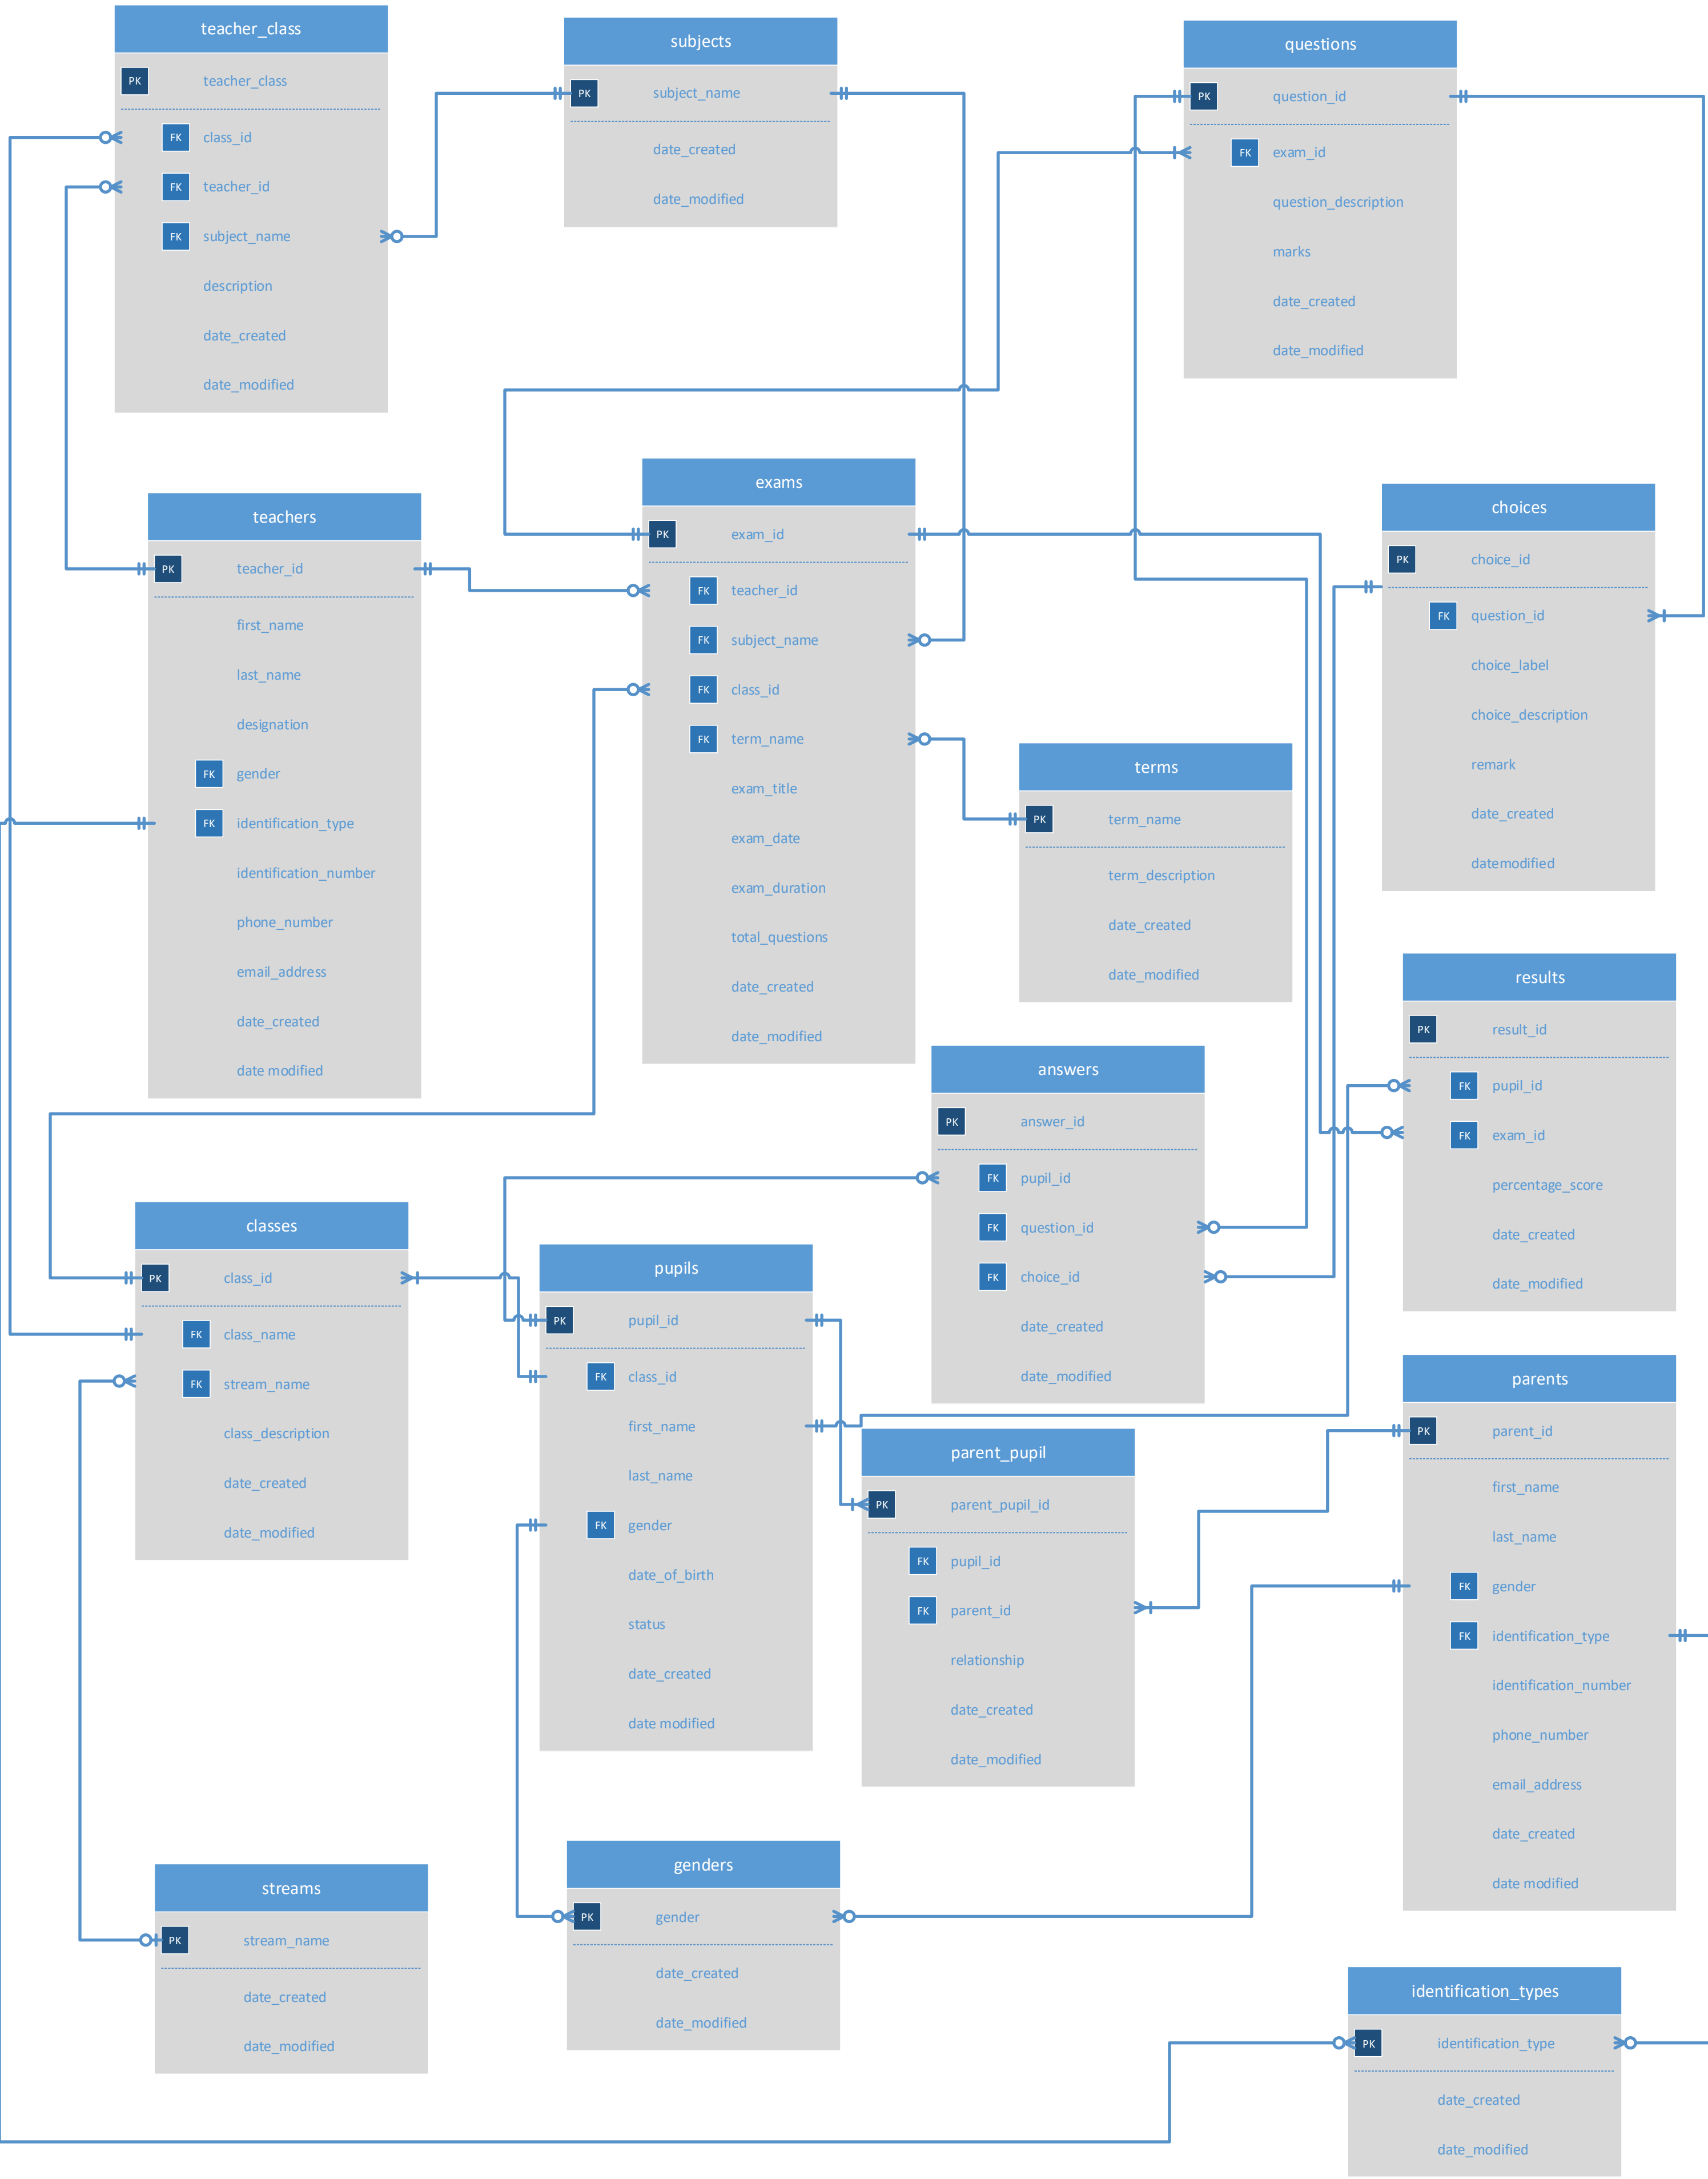 teacher_class
PK teacher_class
FK class_id
FK teacher_id
FK subject_name
description
date_created
date_modified
subjects
PK subject_name
date_created
date_modified
questions
PK question_id
FK exam_id
question_description
marks
date_created
date_modified
teachers
PK teacher_id
first_name
last_name
designation
FK gender
FK identification_type
identification_number
phone_number
email_address
date_created
date modified
exams
PK exam_id
FK teacher_id
FK subject_name
FK class_id
FK term_name
exam_title
exam_date
exam_duration
total_questions
date_created
date_modified
choices
PK choice_id
FK question_id
choice_label
choice_description
remark
date_created
datemodified
terms
PK term_name
term_description
date_created
date_modified
results
PK result_id
FK pupil_id
FK exam_id
percentage_score
date_created
date_modified
answers
PK answer_id
FK pupil_id
FK question_id
FK choice_id
date_created
date_modified
classes
PK class_id
FK class_name
FK stream_name
class_description
date_created
date_modified
pupils
PK pupil_id
FK class_id
first_name
last_name
FK gender
date_of_birth
status
date_created
date modified
parent_pupil
PK parent_pupil_id
FK pupil_id
FK parent_id
relationship
date_created
date_modified
parents
PK parent_id
first_name
last_name
FK gender
FK identification_type
identification_number
phone_number
email_address
date_created
date modified
streams
PK stream_name
date_created
date_modified
genders
PK gender
date_created
date_modified
identification_types
PK identification_type
date_created
date_modified